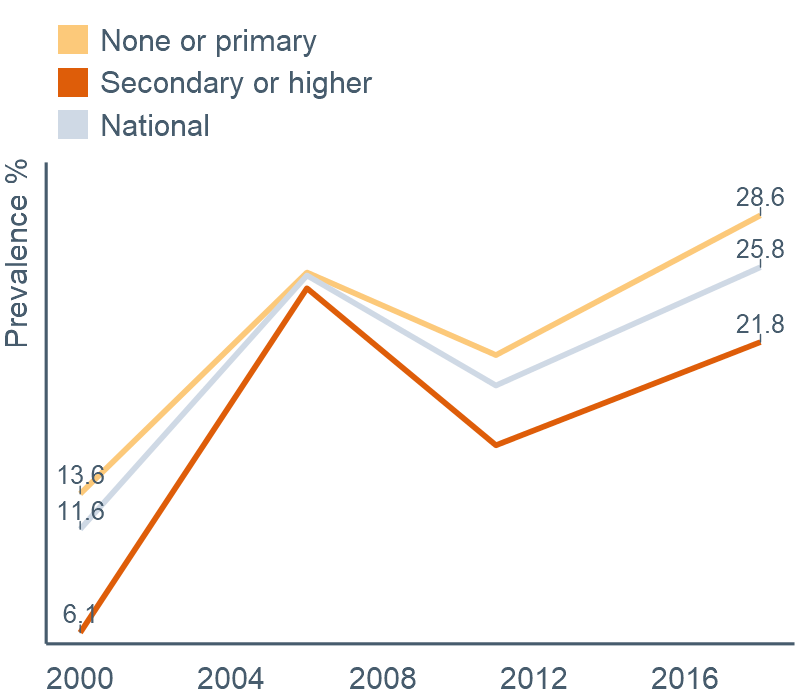 None or primary
Secondary or higher
National
Prevalence %
28.6
25.8
21.8
13.6
11.6
6.1
2000 2004 2008 2012 2016